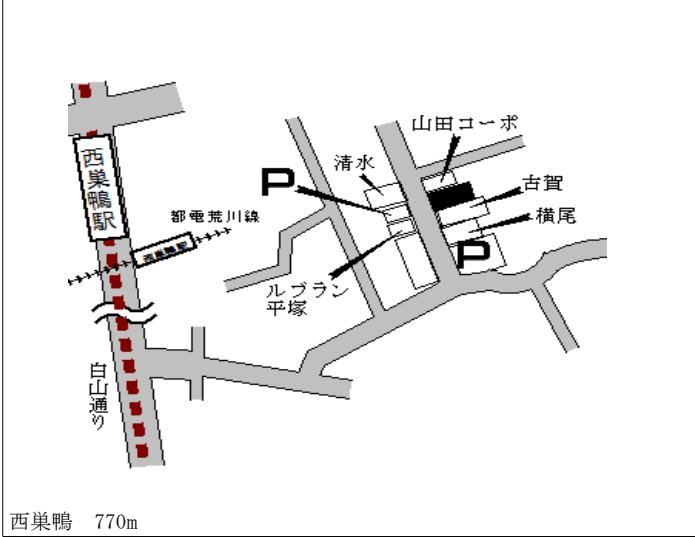 山田コーポ
清水
P
古賀
横尾
西巣鴨駅
都電荒川線
西巣鴨駅
P
ルブラン
平塚
白山通り
西巣鴨　770m